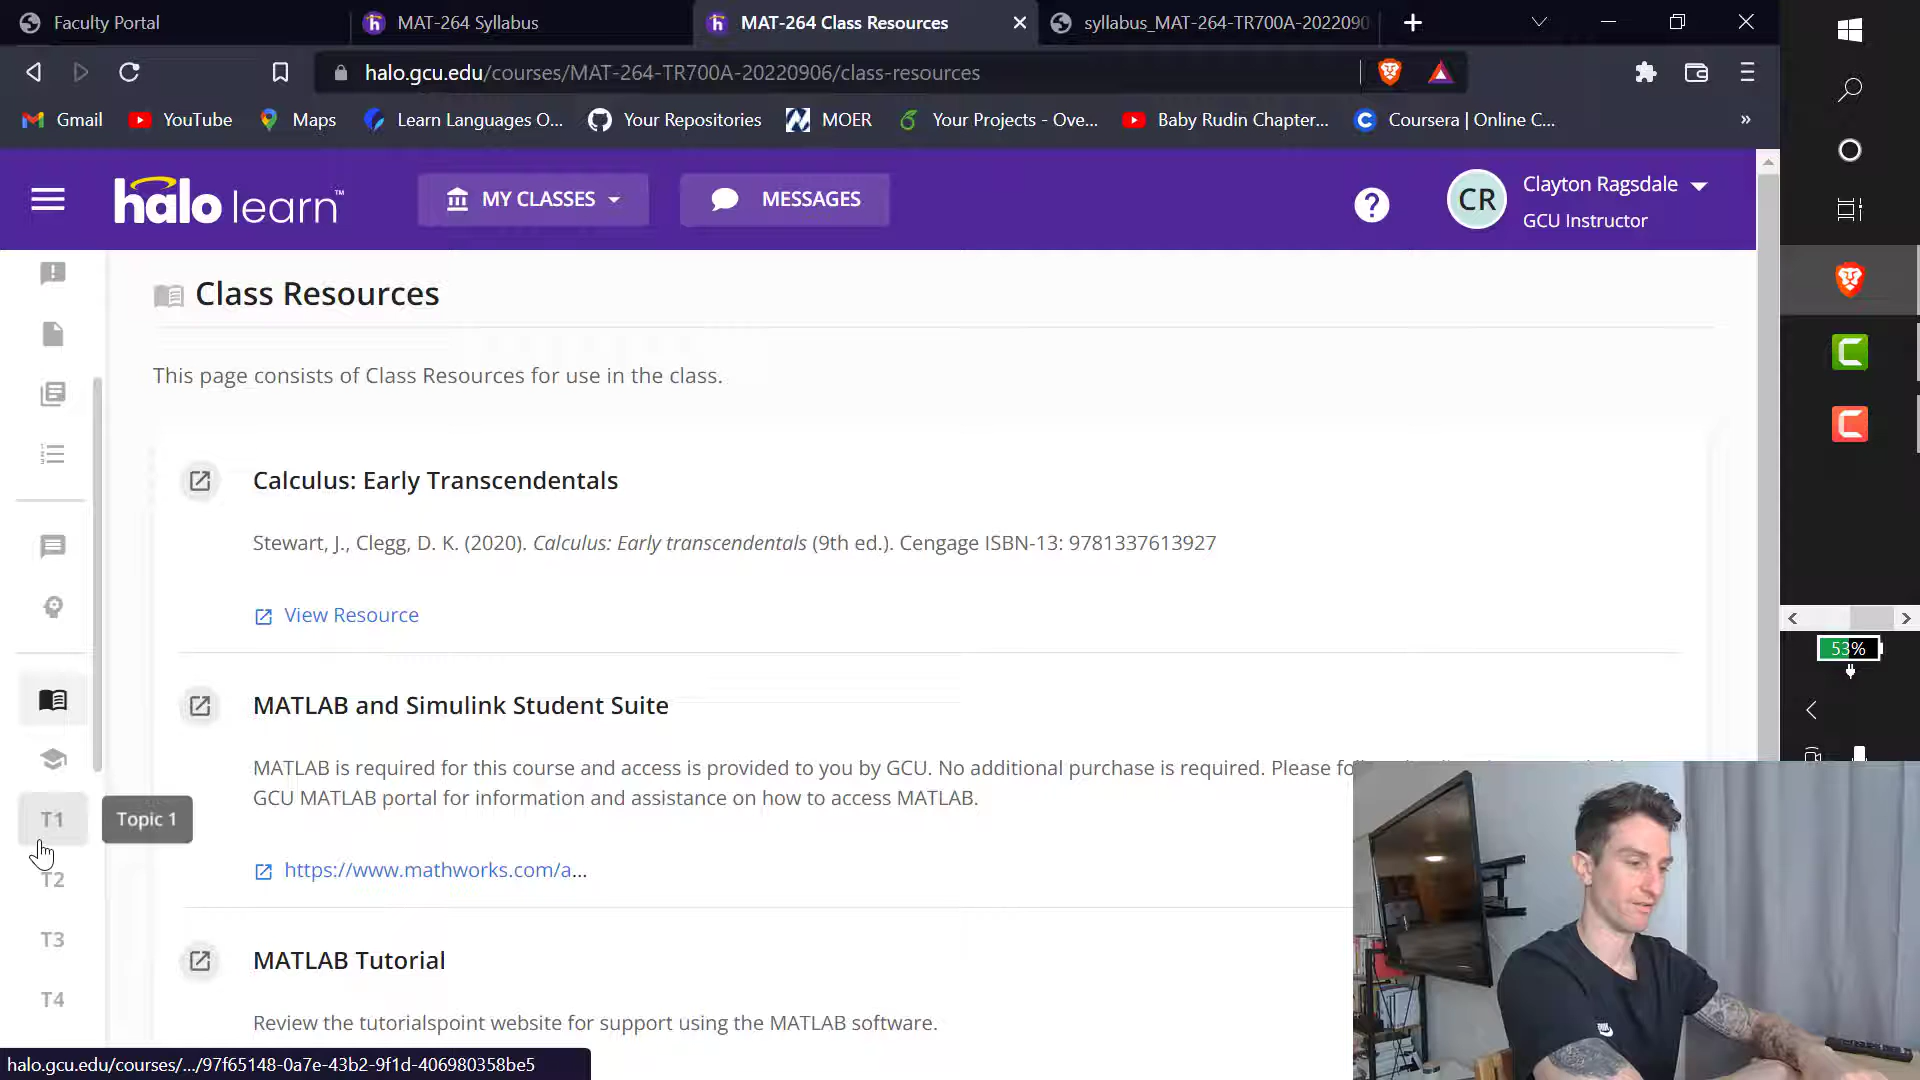 Faculty Portal
MAT-264 Syllabus
MAT-264 Class Resources
syllabus_MAT-264-TR700A-2022090
halo.gcu.edu/courses/MAT-264-TR700A-20220906/class-resources
Gmail
YouTube
Maps
Learn Languages O...
Your Repositories
MOER
Your Projects - Ove...
Baby Rudin Chapter...
Coursera | Online C...
»
halo learn™
MY CLASSES
MESSAGES
?
CR
Clayton Ragsdale
GCU Instructor
Class Resources
This page consists of Class Resources for use in the class.
Calculus: Early Transcendentals
Stewart, J., Clegg, D. K. (2020). Calculus: Early transcendentals (9th ed.). Cengage ISBN-13: 9781337613927
View Resource
MATLAB and Simulink Student Suite
MATLAB is required for this course and access is provided to you by GCU. No additional purchase is required. Please
GCU MATLAB portal for information and assistance on how to access MATLAB.
https://www.mathworks.com/a...
MATLAB Tutorial
Review the tutorialspoint website for support using the MATLAB software.
T1
Topic 1
T2
T3
T4
halo.gcu.edu/courses/.../97f65148-0a7e-43b2-9f1d-406980358be5
53%